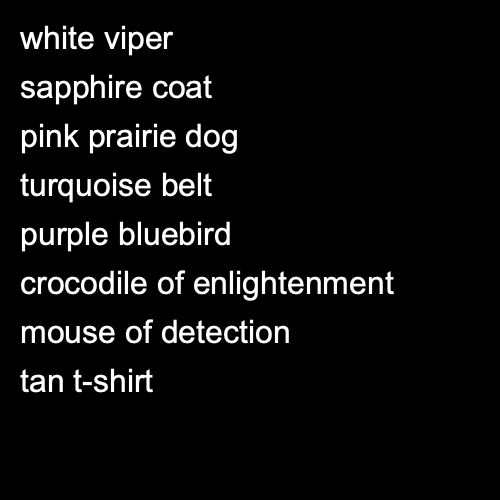 white viper
sapphire coat
pink prairie dog
turquoise belt
purple bluebird
crocodile of enlightenment
mouse of detection
tan t-shirt